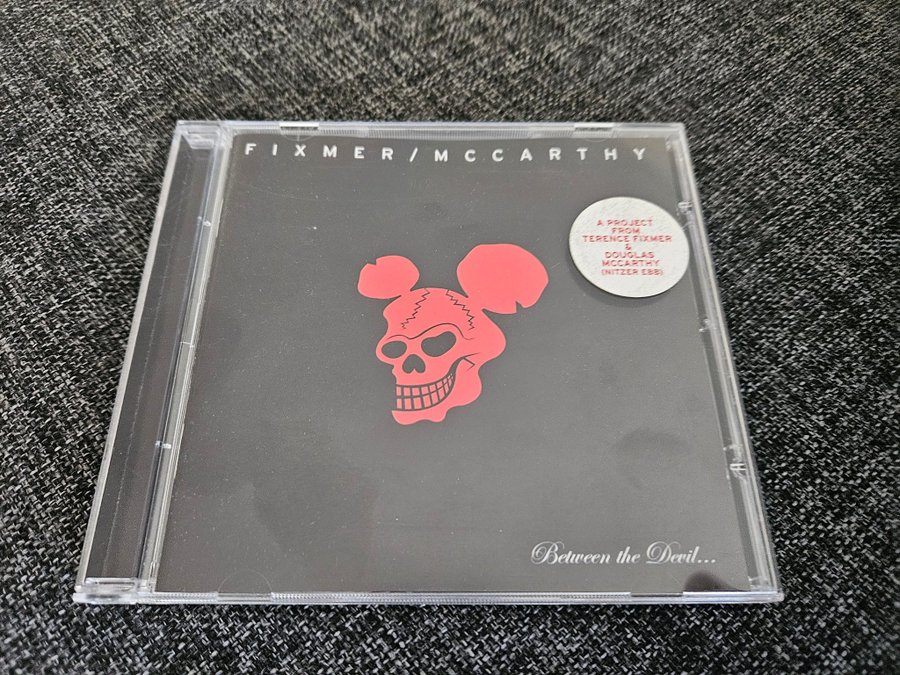 FIXMER/MCCARTHY
A PROJECT
FROM
TERENCE FIXMER
&
DOUGLAS
MCCARTHY
(NITZER EBB)
Between the Devil...